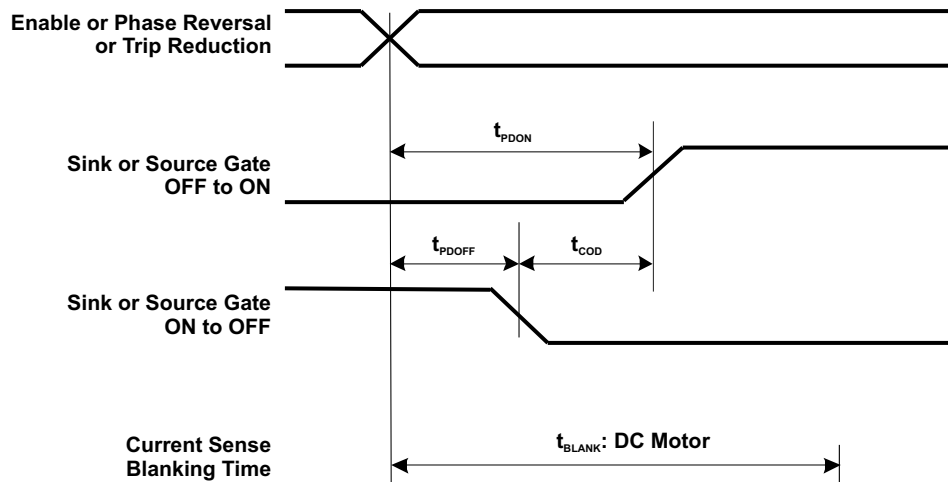 Enable or Phase Reversal
or Trip Reduction
tPDON
Sink or Source Gate
OFF to ON
tPDOFF
tCOD
Sink or Source Gate
ON to OFF
Current Sense
Blanking Time
tBLANK: DC Motor